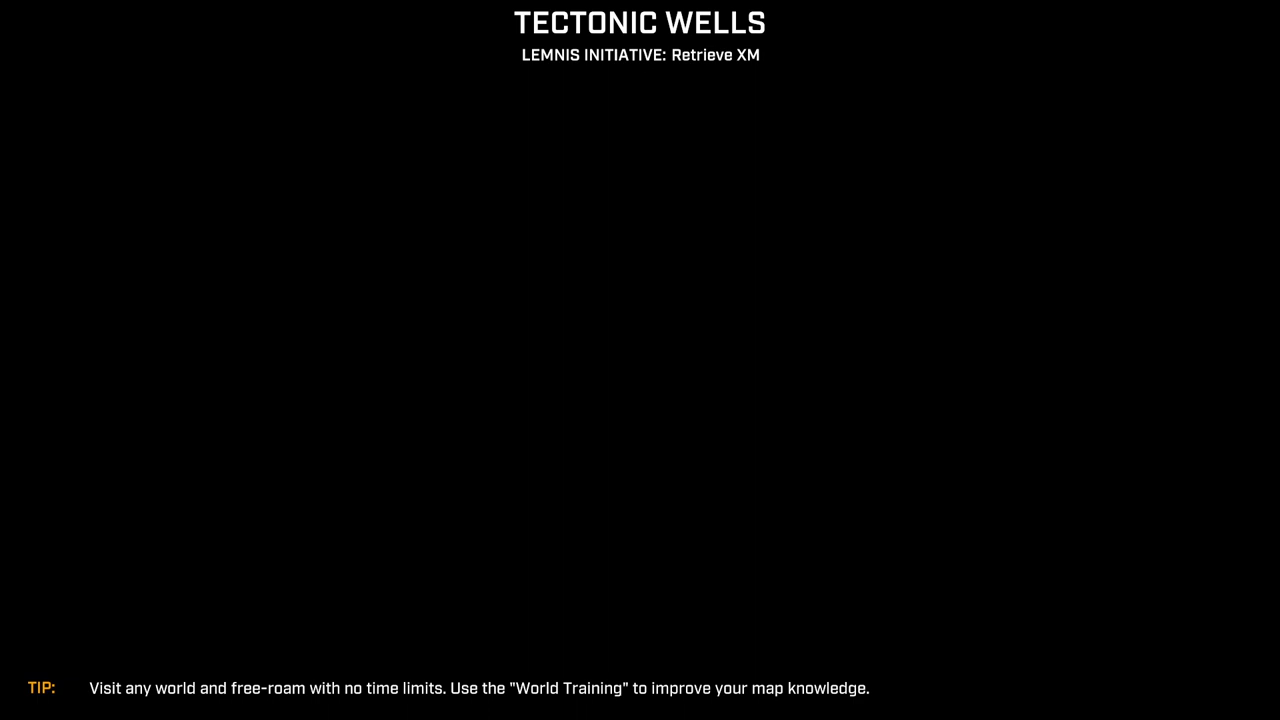 TECTONIC WELLS
LEMNIS INITIATIVE: Retrieve XM
TIP: Visit any world and free-roam with no time limits. Use the "World Training" to improve your map knowledge.